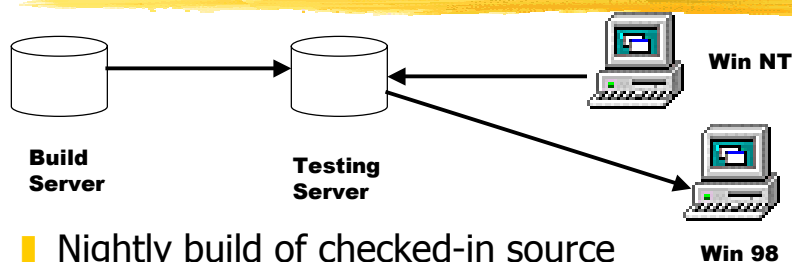 Win NT
Build
Server
Testing
Server
Nightly build of checked-in source
Win 98